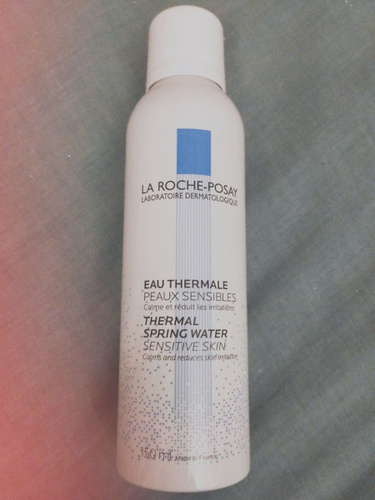 LA ROCHE-POSAY
LABORATOIRE DERMATOLOGIQUE
EAU THERMALE
PEAUX SENSIBLES
Calme et réduit les irritations
THERMAL
SPRING WATER
SENSITIVE SKIN
Calms and reduces skin irritation
150 ml Made in France